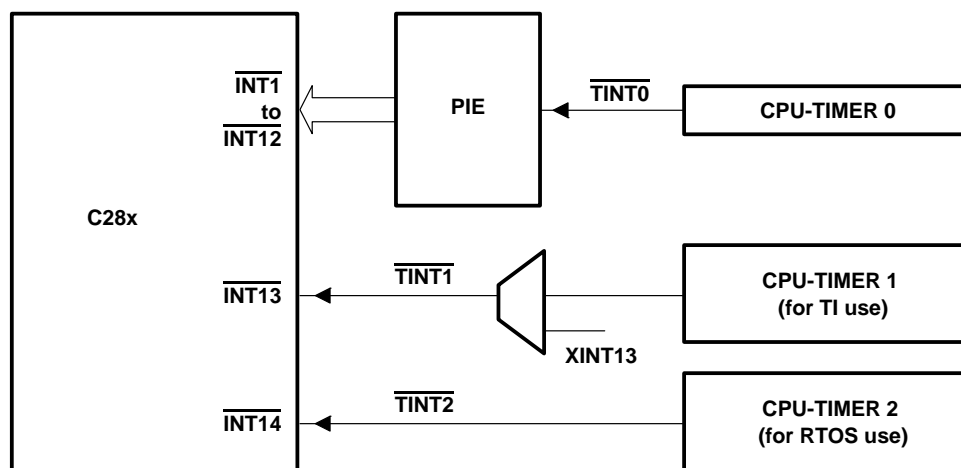 INT1
to
INT12
PIE
TINT0
CPU-TIMER 0
C28x
INT13
TINT1
XINT13
CPU-TIMER 1
(for TI use)
INT14
TINT2
CPU-TIMER 2
(for RTOS use)